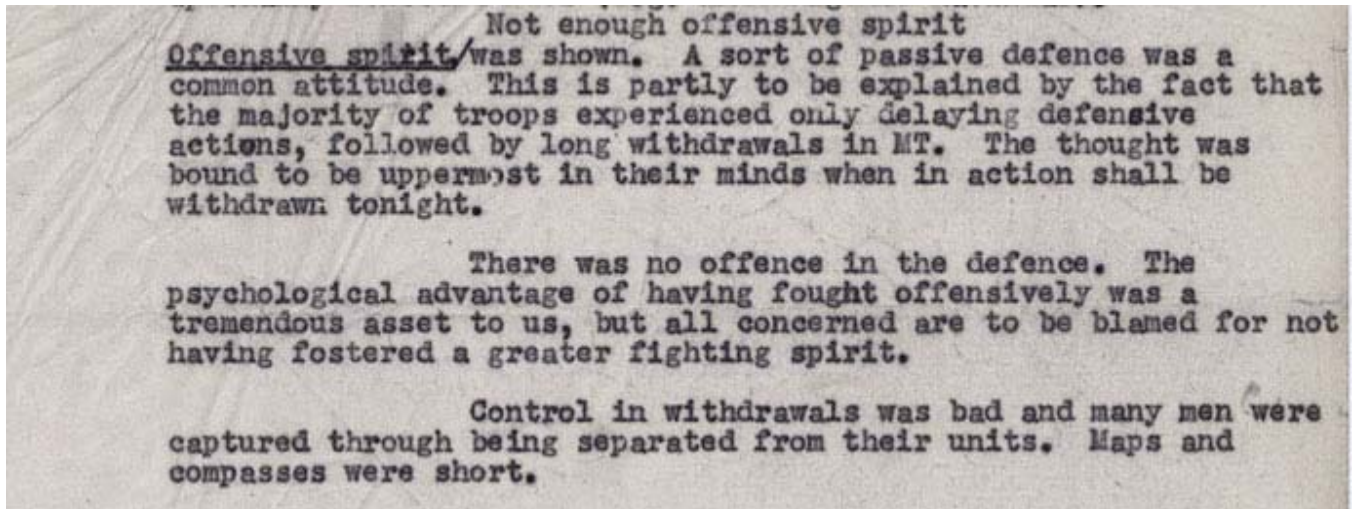 Not enough offensive spirit
Offensive spirit/was shown. A sort of passive defence was a
common attitude. This is partly to be explained by the fact that
the majority of troops experienced only delaying defensive
actions, followed by long withdrawals in MT. The thought was
bound to be uppermost in their minds when in action shall be
withdrawn tonight.
There was no offence in the defence. The
psychological advantage of having fought offensively was a
tremendous asset to us, but all concerned are to be blamed for not
having fostered a greater fighting spirit.
Control in withdrawals was bad and many men were
captured through being separated from their units. Maps and
compasses were short.